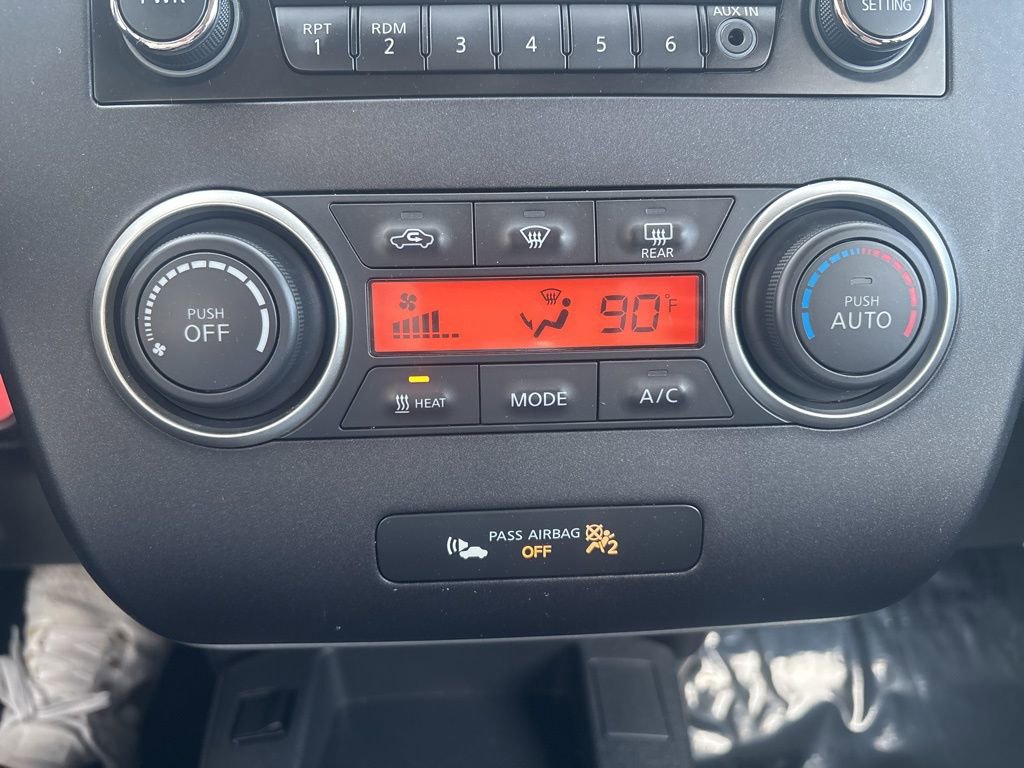 PWR
SETTING
RPT
1
RDM
2
3
4
5
6
AUX IN
REAR
PUSH
OFF
90°F
PUSH
AUTO
HEAT
MODE
A/C
PASS AIRBAG
OFF
2